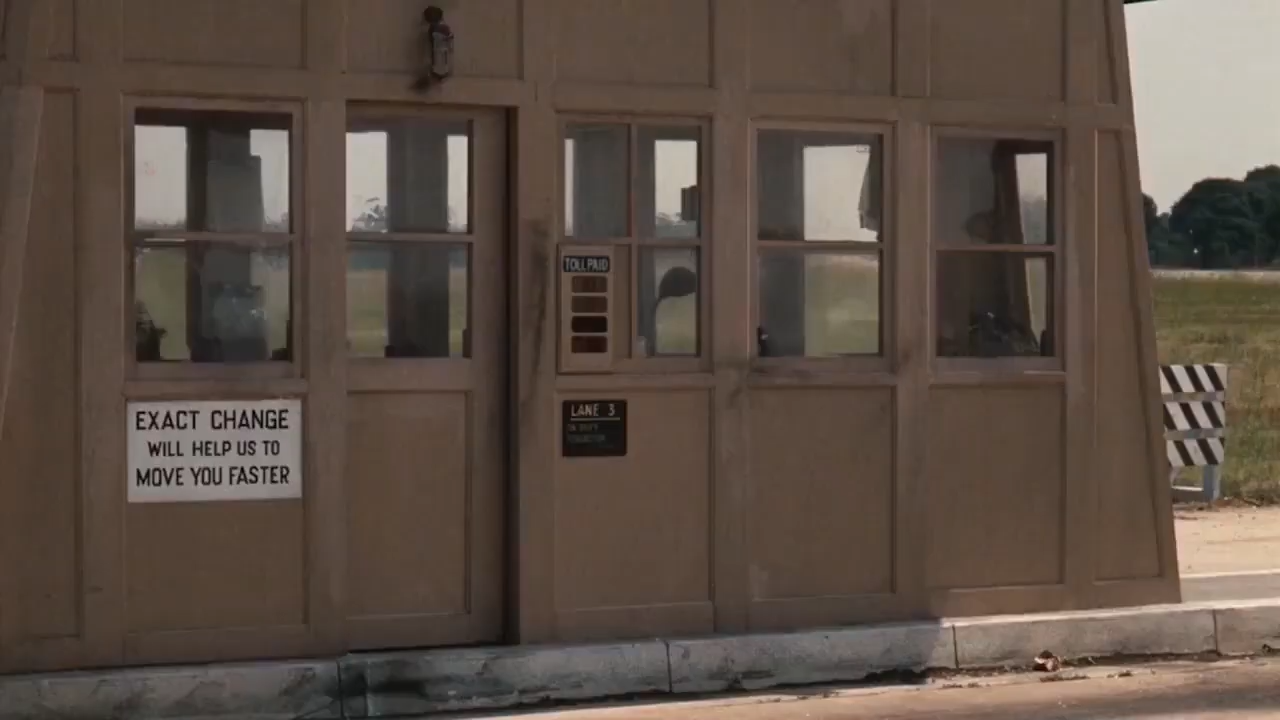 TOLL PAID
EXACT CHANGE
WILL HELP US TO
MOVE YOU FASTER
LANE 3